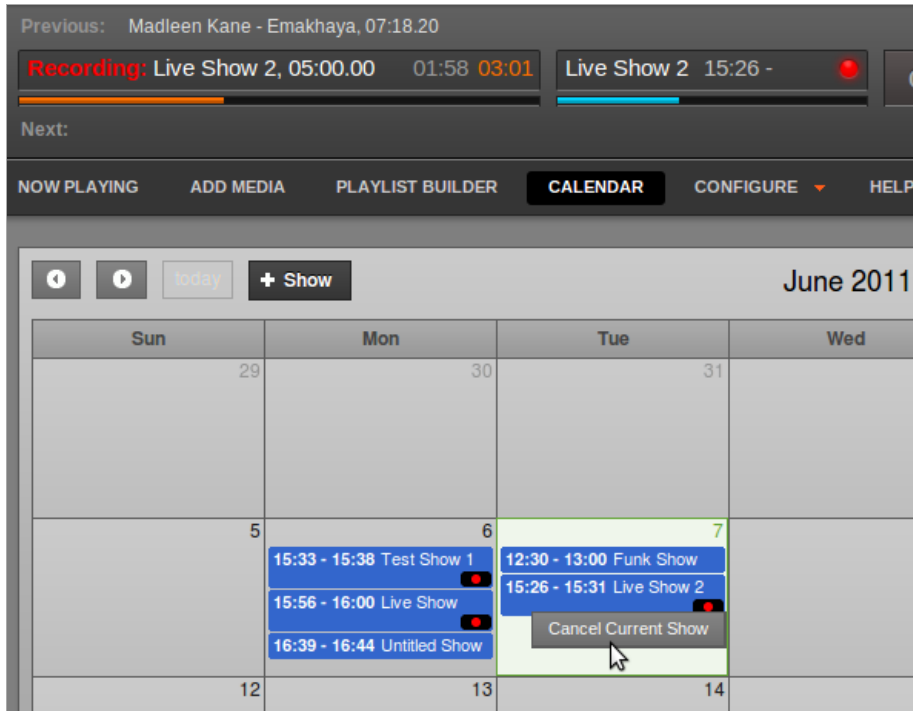 Previous: Madleen Kane - Emakhaya, 07:18.20
Recording: Live Show 2, 05:00.00 01:58 03:01
Live Show 2 15:26 -
Next:
NOW PLAYING ADD MEDIA PLAYLIST BUILDER CALENDAR CONFIGURE HELP
today + Show June 2011
Sun Mon Tue Wed
29 30 31
5 6 7
15:33 - 15:38 Test Show 1
15:56 - 16:00 Live Show
16:39 - 16:44 Untitled Show
12:30 - 13:00 Funk Show
15:26 - 15:31 Live Show 2
Cancel Current Show
12 13 14